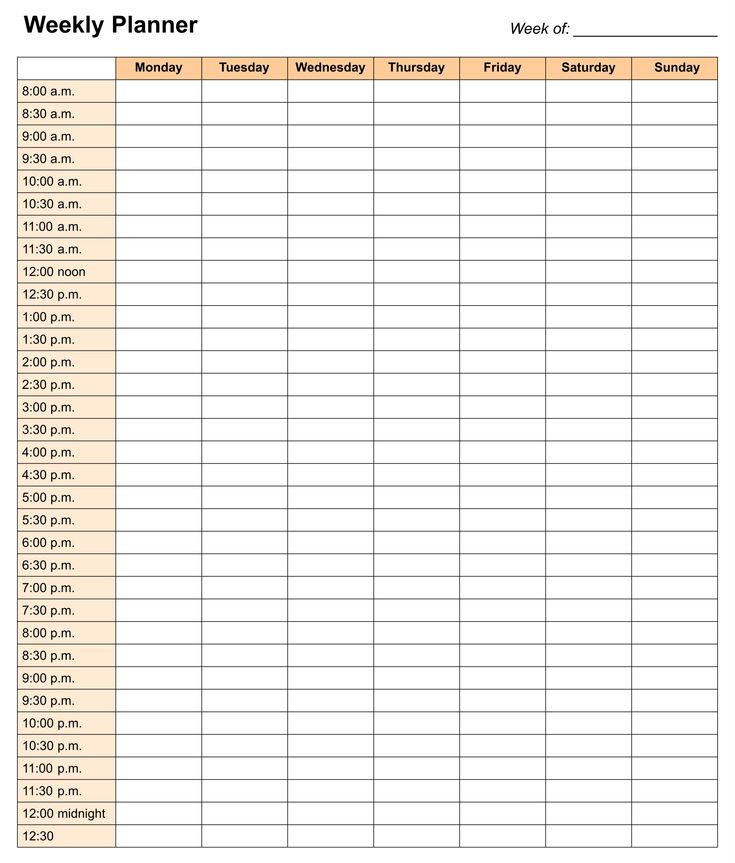 Weekly Planner
Week of: ___________________
Monday Tuesday Wednesday Thursday Friday Saturday Sunday
8:00 a.m.
8:30 a.m.
9:00 a.m.
9:30 a.m.
10:00 a.m.
10:30 a.m.
11:00 a.m.
11:30 a.m.
12:00 noon
12:30 p.m.
1:00 p.m.
1:30 p.m.
2:00 p.m.
2:30 p.m.
3:00 p.m.
3:30 p.m.
4:00 p.m.
4:30 p.m.
5:00 p.m.
5:30 p.m.
6:00 p.m.
6:30 p.m.
7:00 p.m.
7:30 p.m.
8:00 p.m.
8:30 p.m.
9:00 p.m.
9:30 p.m.
10:00 p.m.
10:30 p.m.
11:00 p.m.
11:30 p.m.
12:00 midnight
12:30